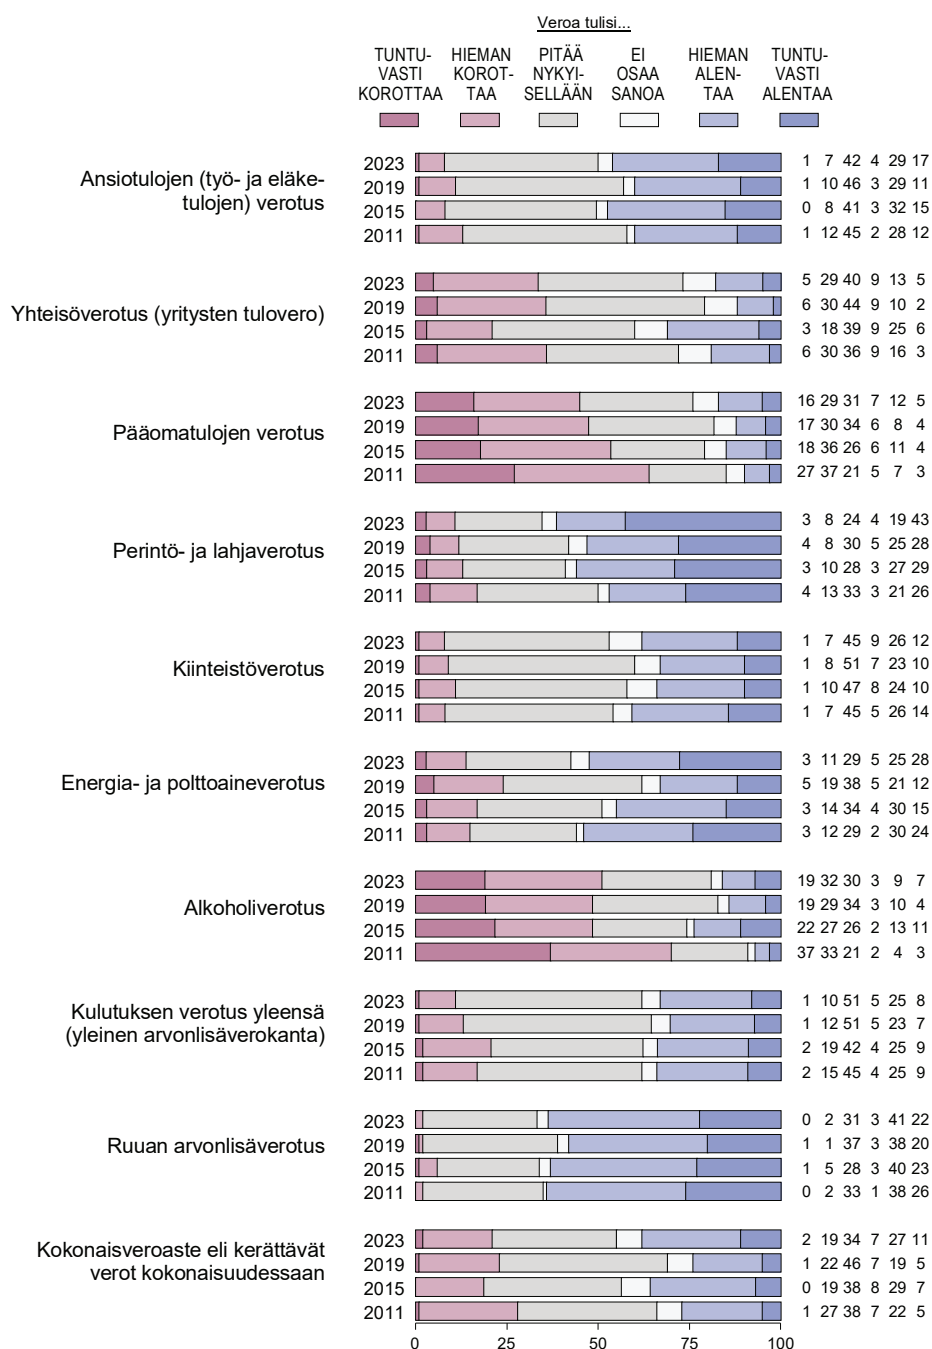 Veroa tulisi...
TUNTU-
VASTI
KOROTTAA
HIEMAN
KOROT-
TAA
PITÄÄ
NYKYI-
SELLÄÄN
EI
OSAA
SANOA
HIEMAN
ALEN-
TAA
TUNTU-
VASTI
ALENTAA
Ansiotulojen (työ- ja eläke-
tulojen) verotus
2023 1 7 42 4 29 17
2019 1 10 46 3 29 11
2015 0 8 41 3 32 15
2011 1 12 45 2 28 12
Yhteisöverotus (yritysten tulovero)
2023 5 29 40 9 13 5
2019 6 30 44 9 10 2
2015 3 18 39 9 25 6
2011 6 30 36 9 16 3
Pääomatulojen verotus
2023 16 29 31 7 12 5
2019 17 30 34 6 8 4
2015 18 36 26 6 11 4
2011 27 37 21 5 7 3
Perintö- ja lahjaverotus
2023 3 8 24 4 19 43
2019 4 8 30 5 25 28
2015 3 10 28 3 27 29
2011 4 13 33 3 21 26
Kiinteistöverotus
2023 1 7 45 9 26 12
2019 1 8 51 7 23 10
2015 1 10 47 8 24 10
2011 1 7 45 5 26 14
Energia- ja polttoaineverotus
2023 3 11 29 5 25 28
2019 5 19 38 5 21 12
2015 3 14 34 4 30 15
2011 3 12 29 2 30 24
Alkoholiverotus
2023 19 32 30 3 9 7
2019 19 29 34 3 10 4
2015 22 27 26 2 13 11
2011 37 33 21 2 4 3
Kulutuksen verotus yleensä
(yleinen arvonlisäverokanta)
2023 1 10 51 5 25 8
2019 1 12 51 5 23 7
2015 2 19 42 4 25 9
2011 2 15 45 4 25 9
Ruuan arvonlisäverotus
2023 0 2 31 3 41 22
2019 1 1 37 3 38 20
2015 1 5 28 3 40 23
2011 0 2 33 1 38 26
Kokonaisveroaste eli kerättävät
verot kokonaisuudessaan
2023 2 19 34 7 27 11
2019 1 22 46 7 19 5
2015 0 19 38 8 29 7
2011 1 27 38 7 22 5
0 25 50 75 100